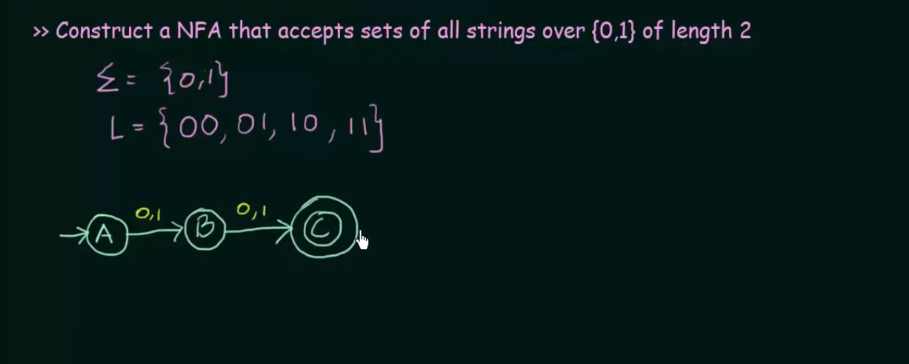 >> Construct a NFA that accepts sets of all strings over {0,1} of length 2
Σ = {0,1}
L = {00, 01, 10, 11}
0,1 0,1
A B C